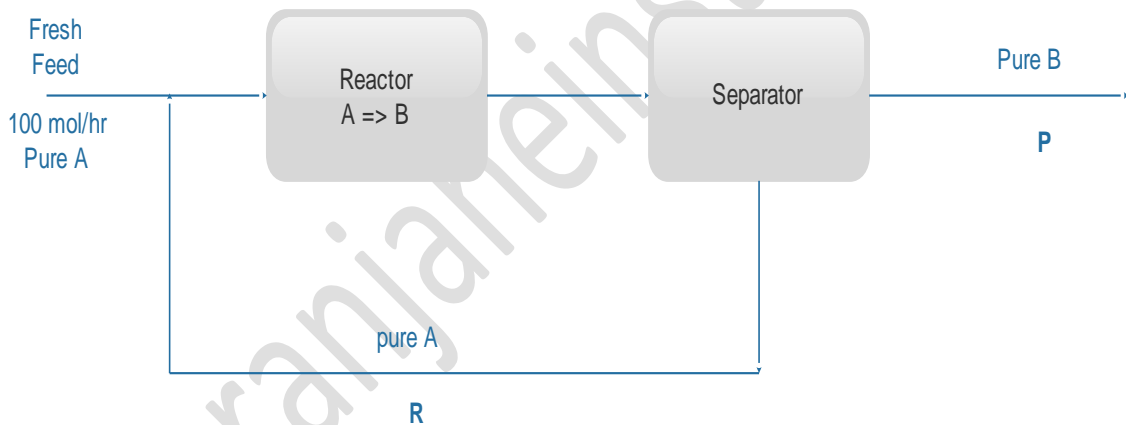 Fresh
Feed
100 mol/hr
Pure A
Reactor
A => B
Separator
Pure B
P
pure A
R